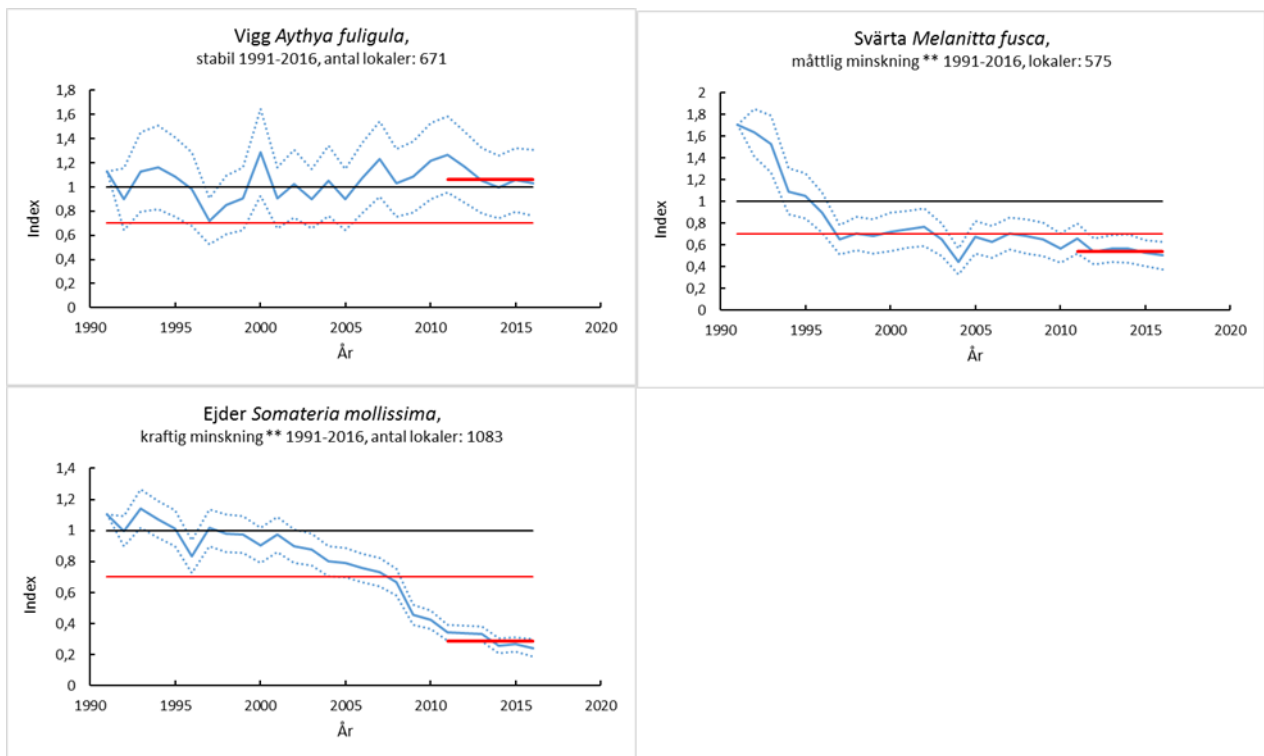 Vigg Aythya fuligula,
stabil 1991-2016, antal lokaler: 671
1,8
1,6
1,4
1,2
1
0,8
0,6
0,4
0,2
0
Index
1990 1995 2000 2005 2010 2015 2020
År
Svärta Melanitta fusca,
måttlig minskning ** 1991-2016, lokaler: 575
2
1,8
1,6
1,4
1,2
1
0,8
0,6
0,4
0,2
0
Index
1990 1995 2000 2005 2010 2015 2020
År
Ejder Somateria mollissima,
kraftig minskning ** 1991-2016, antal lokaler: 1083
1,4
1,2
1
0,8
0,6
0,4
0,2
0
Index
1990 1995 2000 2005 2010 2015 2020
År